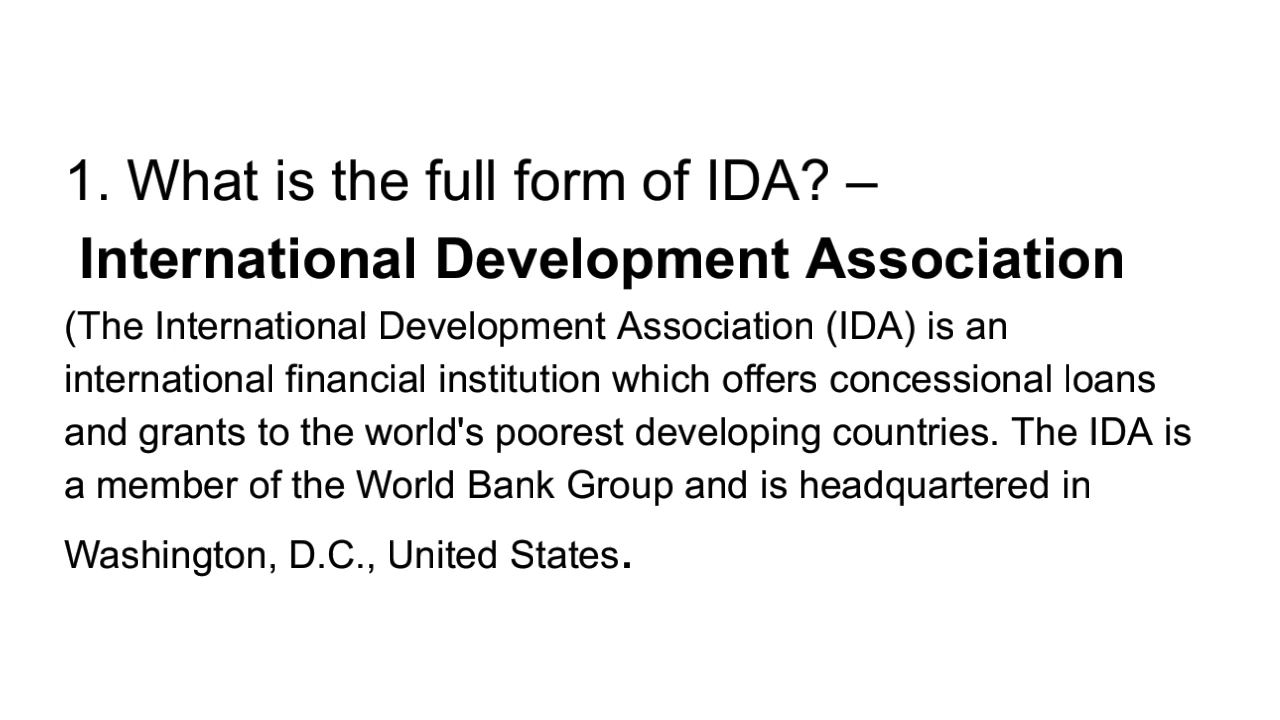 1. What is the full form of IDA? –
International Development Association
(The International Development Association (IDA) is an
international financial institution which offers concessional loans
and grants to the world's poorest developing countries. The IDA is
a member of the World Bank Group and is headquartered in
Washington, D.C., United States.